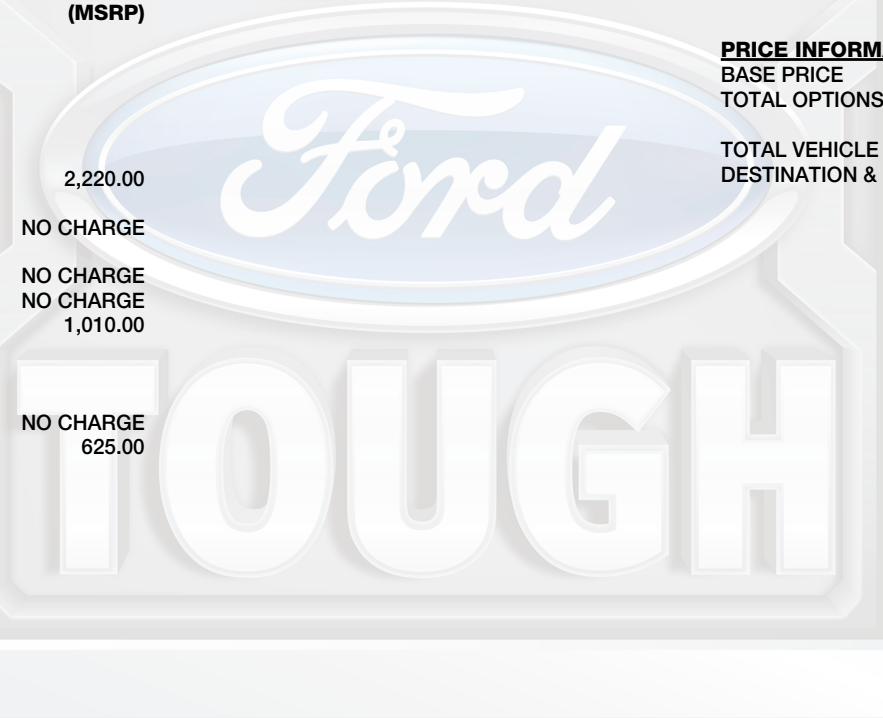 (MSRP)
2,220.00
NO CHARGE
NO CHARGE
NO CHARGE
1,010.00
NO CHARGE
625.00
PRICE INFORMA
BASE PRICE
TOTAL OPTIONS
TOTAL VEHICLE
DESTINATION &
Ford
TOUGH